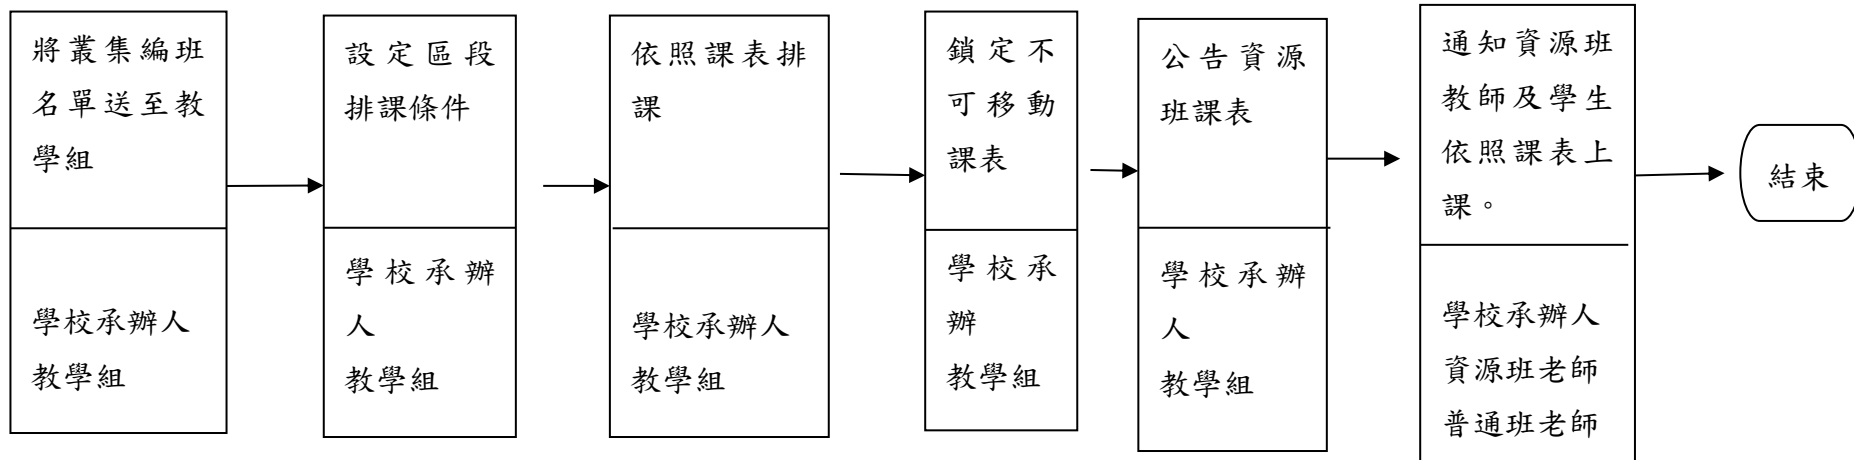 將叢集編班
名單送至教
學組
學校承辦人
教學組
設定區段
排課條件
學校承辦
人
教學組
依照課表排
課
學校承辦人
教學組
鎖定不
可移動
課表
學校承
辦
教學組
公告資源
班課表
學校承辦
人
教學組
通知資源班
教師及學生
依照課表上
課。
學校承辦人
資源班老師
普通班老師
結束